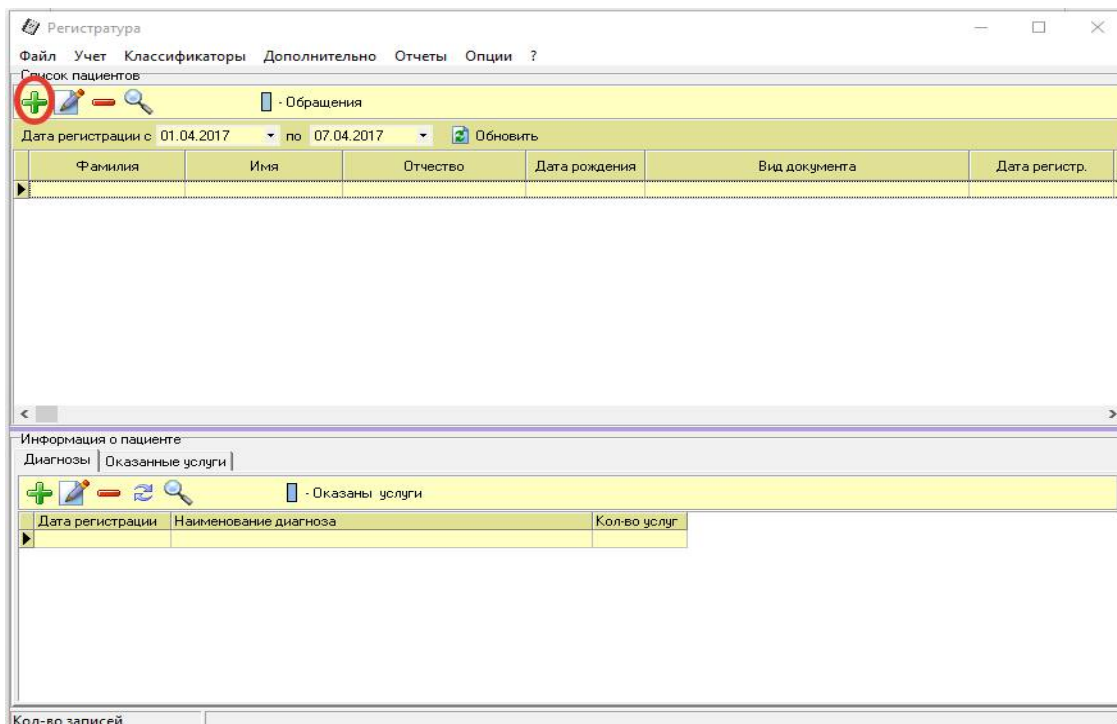 Регистратура
Файл Учет Классификаторы Дополнительно Отчеты Опции ?
Список пациентов
- Обращения
Дата регистрации с 01.04.2017 по 07.04.2017 Обновить
Фамилия Имя Отчество Дата рождения Вид документа Дата регистр.
Информация о пациенте
Диагнозы Оказанные услуги
- Оказаны услуги
Дата регистрации Наименование диагноза Кол-во услуг
Кол-во записей